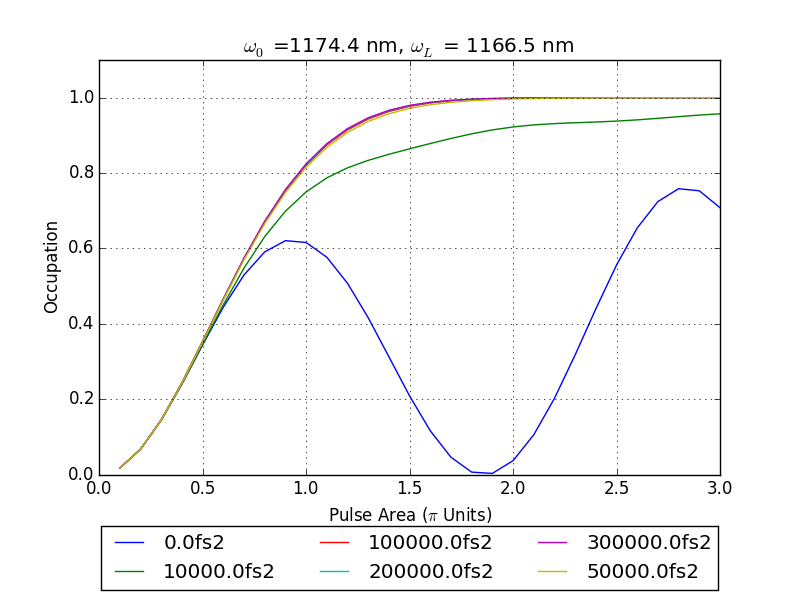 ω₀ =1174.4 nm, ω_L = 1166.5 nm
1.0
0.8
0.6
0.4
0.2
0.0
Occupation
0.0 0.5 1.0 1.5 2.0 2.5 3.0
Pulse Area (π Units)
0.0fs2 100000.0fs2 300000.0fs2
10000.0fs2 200000.0fs2 50000.0fs2